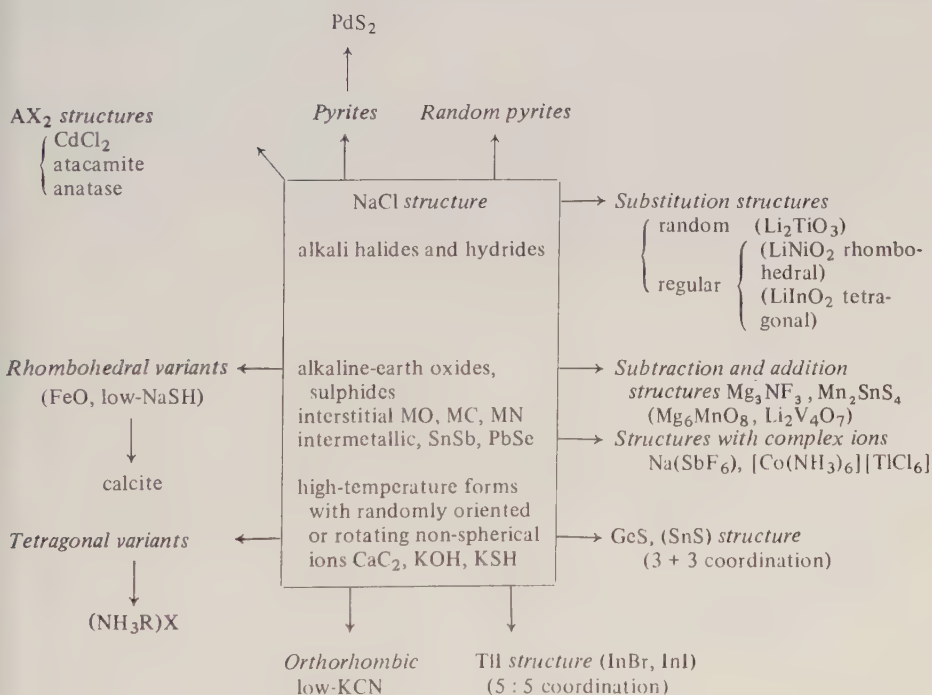 PdS₂
AX₂ structures
CdCl₂
atacamite
anatase
Pyrites
Random pyrites
NaCl structure
alkali halides and hydrides
Substitution structures
random (Li₂TiO₃)
regular
(LiNiO₂ rhombo-
hedral)
(LiInO₂ tetra-
gonal)
Rhombohedral variants
(FeO, low-NaSH)
calcite
alkaline-earth oxides,
sulphides
interstitial MO, MC, MN
intermetallic, SnSb, PbSe
Subtraction and addition
structures Mg₃NF₃, Mn₂SnS₄
(Mg₆MnO₈, Li₂V₄O₇)
Structures with complex ions
Na(SbF₆), [Co(NH₃)₆][TlCl₆]
high-temperature forms
with randomly oriented
or rotating non-spherical
ions CaC₂, KOH, KSH
Tetragonal variants
(NH₃R)X
GeS, (SnS) structure
(3 + 3 coordination)
Orthorhombic
low-KCN
TlI structure (InBr, InI)
(5 : 5 coordination)